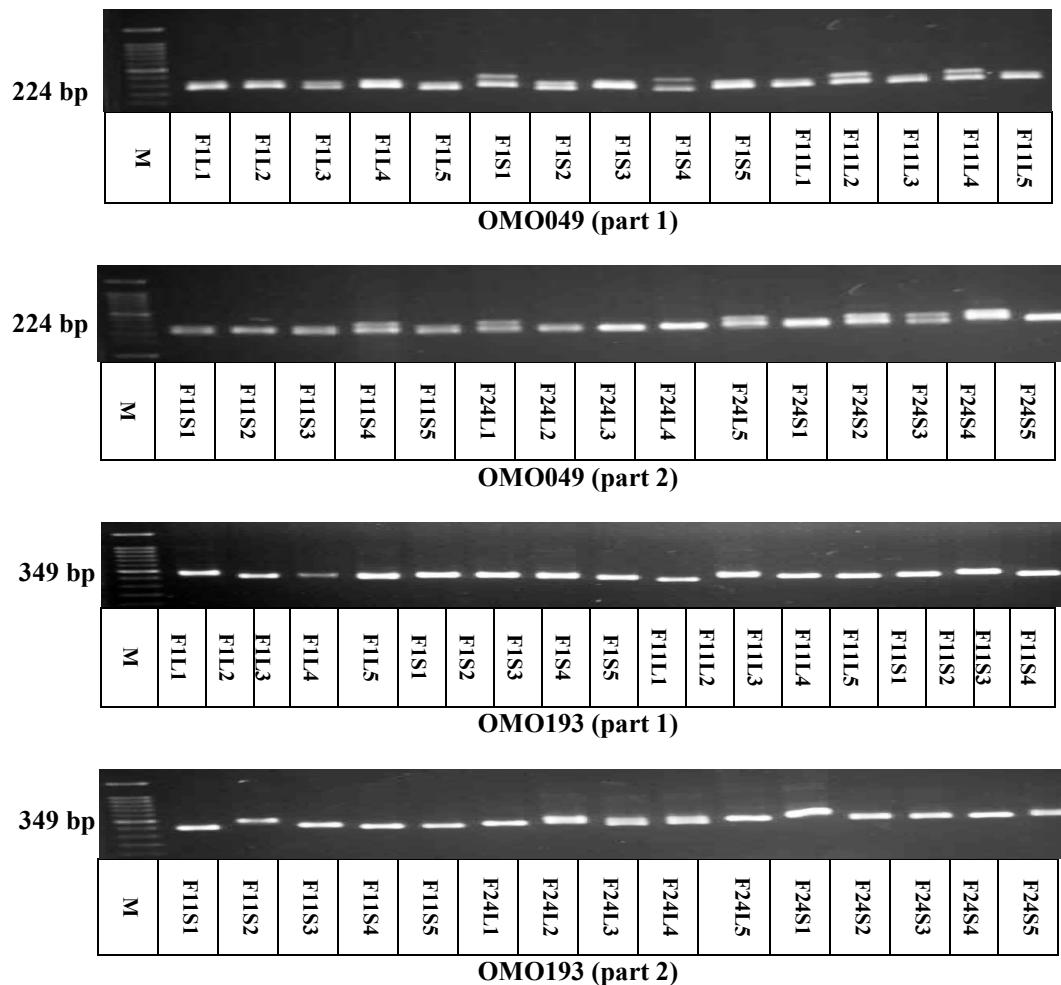 224 bp
M F1L1 F1L2 F1L3 F1L4 F1L5 F1S1 F1S2 F1S3 F1S4 F1S5 F11L1 F11L2 F11L3 F11L4 F11L5
OMO049 (part 1)
224 bp
M F11S1 F11S2 F11S3 F11S4 F11S5 F24L1 F24L2 F24L3 F24L4 F24L5 F24S1 F24S2 F24S3 F24S4 F24S5
OMO049 (part 2)
349 bp
M F1L1 F1L2 F1L3 F1L4 F1L5 F1S1 F1S2 F1S3 F1S4 F1S5 F11L1 F11L2 F11L3 F11L4 F11L5 F11S1 F11S2 F11S3 F11S4
OMO193 (part 1)
349 bp
M F11S1 F11S2 F11S3 F11S4 F11S5 F24L1 F24L2 F24L3 F24L4 F24L5 F24S1 F24S2 F24S3 F24S4 F24S5
OMO193 (part 2)